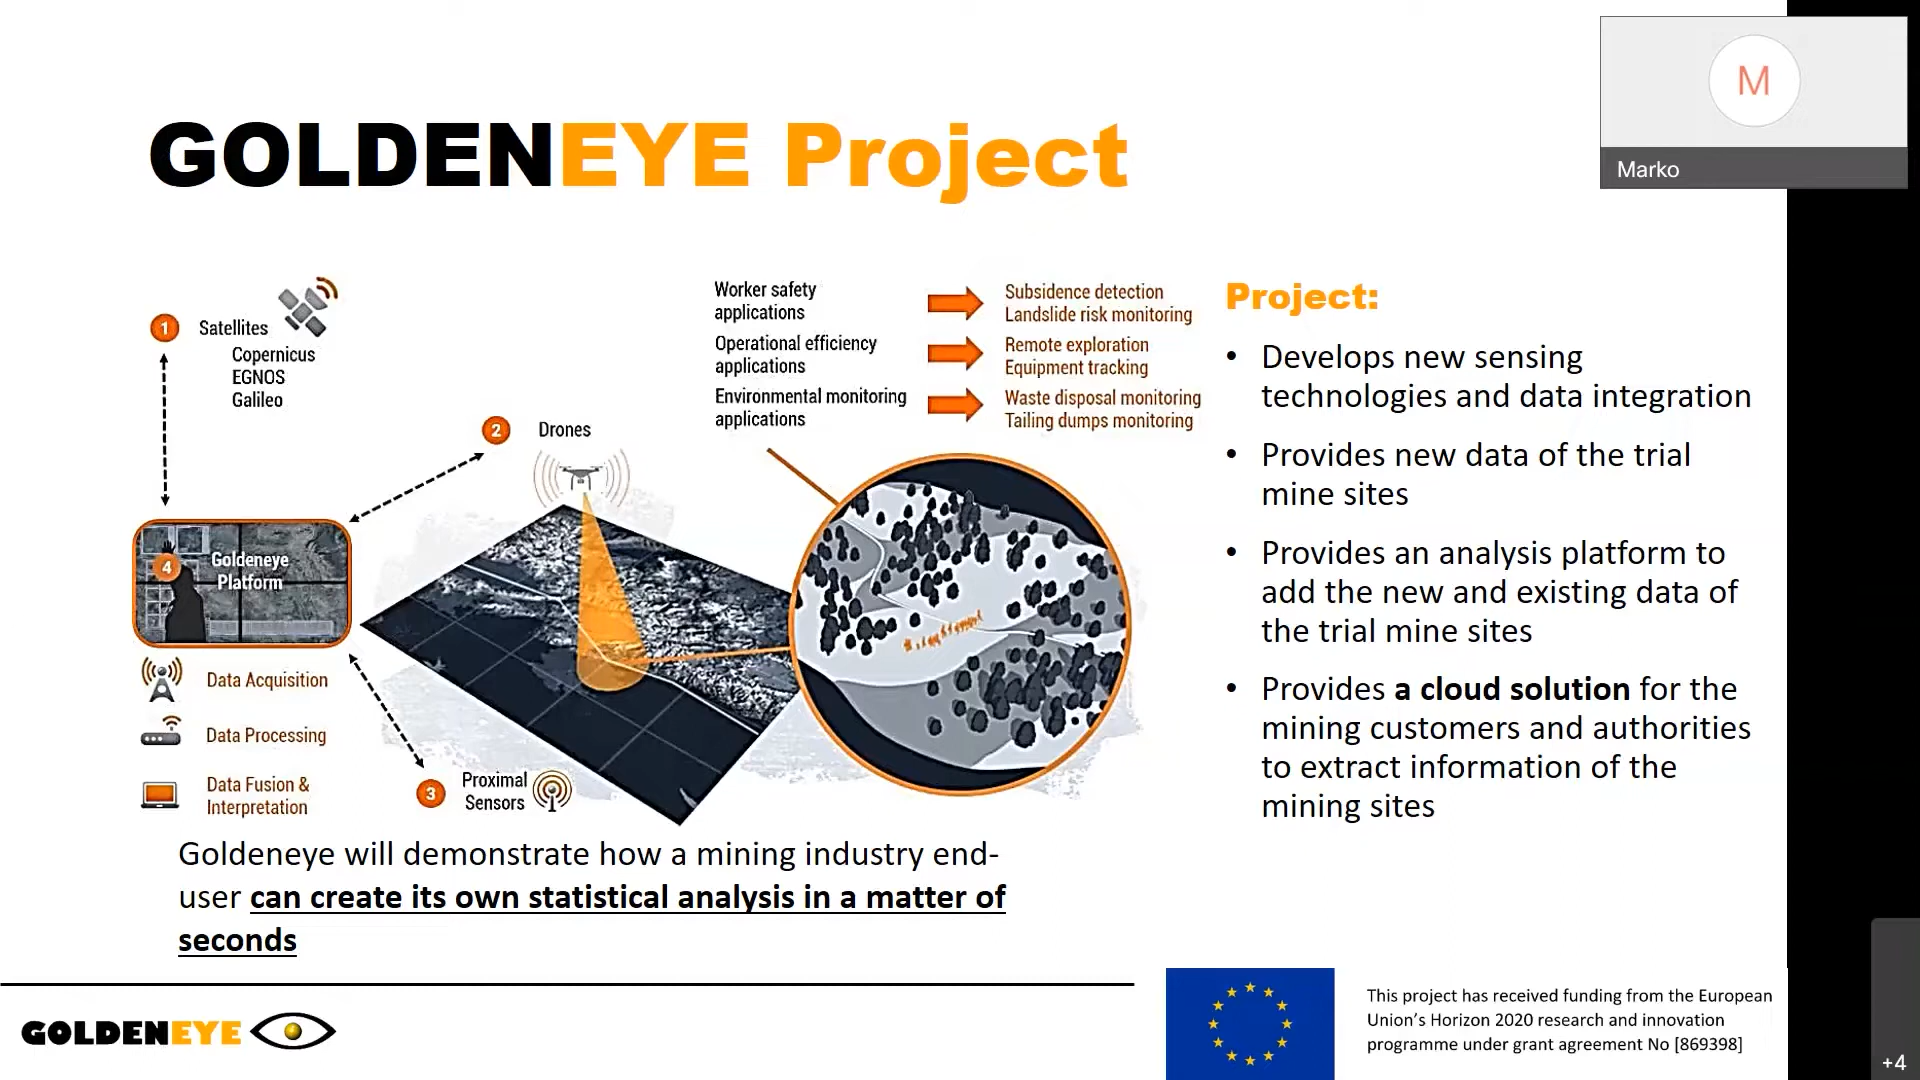 GOLDENEYE Project
M
Marko
1 Satellites
Copernicus
EGNOS
Galileo
2 Drones
4 Goldeneye
Platform
Data Acquisition
Data Processing
Data Fusion &
Interpretation
3 Proximal
Sensors
Worker safety
applications
Subsidence detection
Landslide risk monitoring
Operational efficiency
applications
Remote exploration
Equipment tracking
Environmental monitoring
applications
Waste disposal monitoring
Tailing dumps monitoring
Project:
• Develops new sensing
technologies and data integration
• Provides new data of the trial
mine sites
• Provides an analysis platform to
add the new and existing data of
the trial mine sites
• Provides a cloud solution for the
mining customers and authorities
to extract information of the
mining sites
Goldeneye will demonstrate how a mining industry end-
user can create its own statistical analysis in a matter of
seconds
GOLDENEYE
This project has received funding from the European
Union's Horizon 2020 research and innovation
programme under grant agreement No [869398]
+4